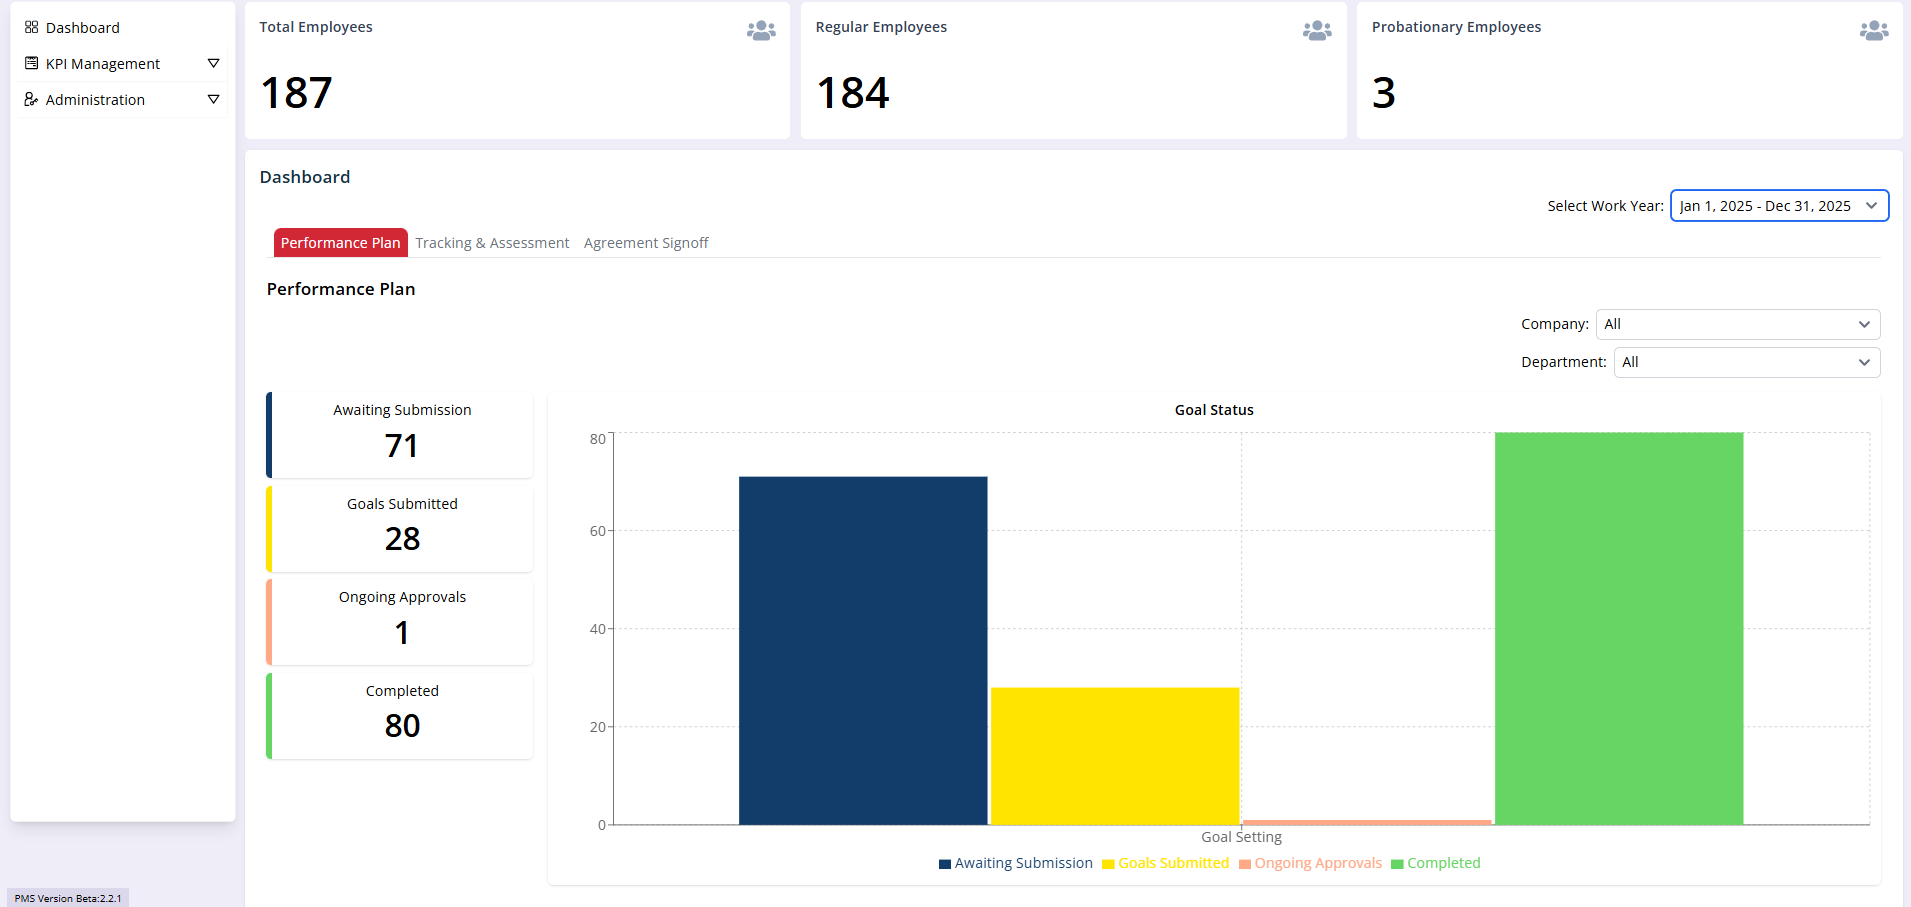 Dashboard
KPI Management
Administration
Total Employees
187
Regular Employees
184
Probationary Employees
3
Dashboard
Select Work Year: Jan 1, 2025 - Dec 31, 2025
Performance Plan Tracking & Assessment Agreement Signoff
Performance Plan
Company: All
Department: All
Awaiting Submission
71
Goals Submitted
28
Ongoing Approvals
1
Completed
80
Goal Status
80
60
40
20
0
Goal Setting
Awaiting Submission Goals Submitted Ongoing Approvals Completed
PMS Version Beta:2.2.1